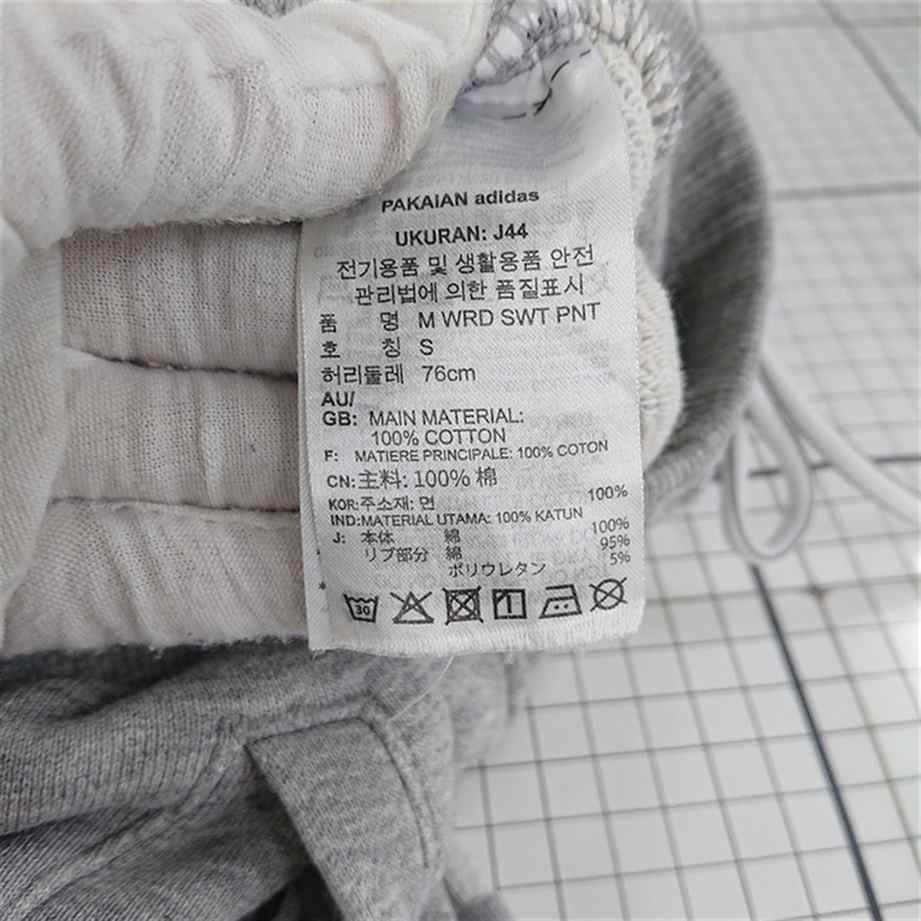 PAKAIAN adidas
UKURAN: J44
전기용품 및 생활용품 안전
관리법에 의한 품질표시
품 명 M WRD SWT PNT
호 칭 S
허리둘레 76cm
AU/
GB: MAIN MATERIAL:
100% COTTON
F: MATIERE PRINCIPALE: 100% COTON
CN: 主料: 100% 棉
KOR: 주소재: 면 100%
IND: MATERIAL UTAMA: 100% KATUN
J: 本体 綿 100%
リブ部分 綿 95%
ポリウレタン 5%
30